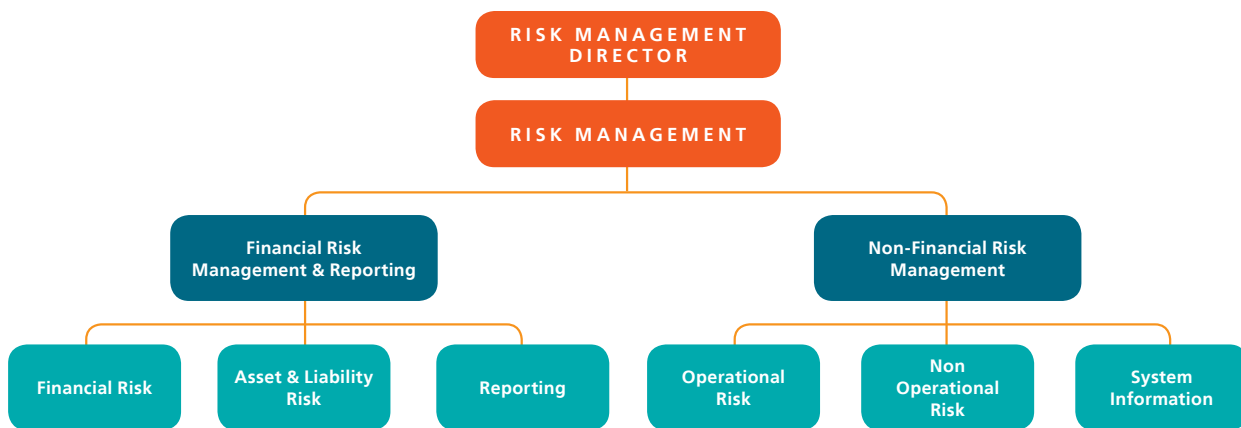 RISK MANAGEMENT
DIRECTOR
RISK MANAGEMENT
Financial Risk
Management & Reporting
Non-Financial Risk
Management
Financial Risk
Asset & Liability
Risk
Reporting
Operational
Risk
Non
Operational
Risk
System
Information